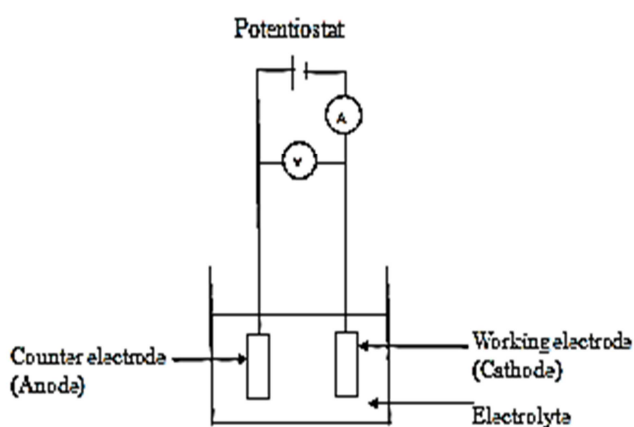 Potentiostat
A
V
Counter electrode
(Anode)
Working electrode
(Cathode)
Electrolyte